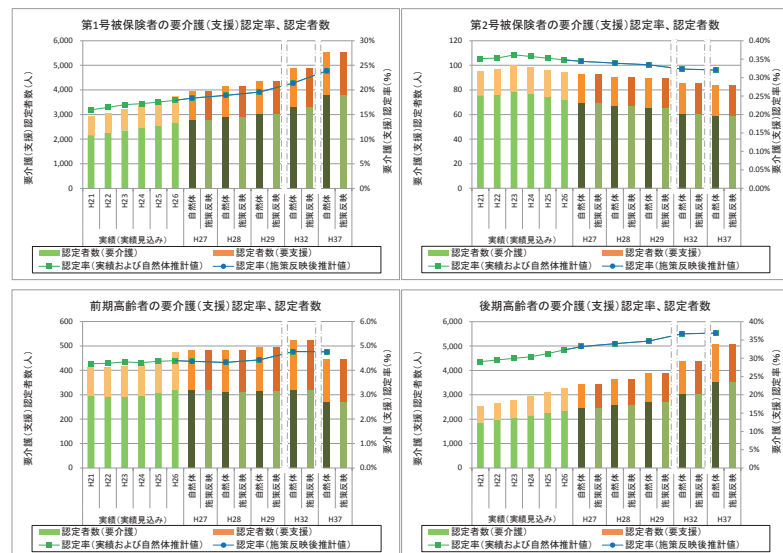 第1号被保険者の要介護(支援)認定率、認定者数
要介護(支援)認定者数(人)
6,000
5,000
4,000
3,000
2,000
1,000
0
30%
25%
20%
15%
10%
5%
0%
要介護(支援)認定率(%)
H21 H22 H23 H24 H25 H26 自然体 施策反映 自然体 施策反映 自然体 施策反映 自然体 施策反映 自然体 施策反映
実績(実績見込み) H27 H28 H29 H32 H37
認定者数(要介護) 認定者数(要支援)
認定率(実績および自然体推計値) 認定率(施策反映後推計値)
第2号被保険者の要介護(支援)認定率、認定者数
要介護(支援)認定者数(人)
120
100
80
60
40
20
0
0.40%
0.35%
0.30%
0.25%
0.20%
0.15%
0.10%
0.05%
0.00%
要介護(支援)認定率(%)
H21 H22 H23 H24 H25 H26 自然体 施策反映 自然体 施策反映 自然体 施策反映 自然体 施策反映 自然体 施策反映
実績(実績見込み) H27 H28 H29 H32 H37
認定者数(要介護) 認定者数(要支援)
認定率(実績および自然体推計値) 認定率(施策反映後推計値)
前期高齢者の要介護(支援)認定率、認定者数
要介護(支援)認定者数(人)
600
500
400
300
200
100
0
6.0%
5.0%
4.0%
3.0%
2.0%
1.0%
0.0%
要介護(支援)認定率(%)
H21 H22 H23 H24 H25 H26 自然体 施策反映 自然体 施策反映 自然体 施策反映 自然体 施策反映 自然体 施策反映
実績(実績見込み) H27 H28 H29 H32 H37
認定者数(要介護) 認定者数(要支援)
認定率(実績および自然体推計値) 認定率(施策反映後推計値)
後期高齢者の要介護(支援)認定率、認定者数
要介護(支援)認定者数(人)
6,000
5,000
4,000
3,000
2,000
1,000
0
40%
35%
30%
25%
20%
15%
10%
5%
0%
要介護(支援)認定率(%)
H21 H22 H23 H24 H25 H26 自然体 施策反映 自然体 施策反映 自然体 施策反映 自然体 施策反映 自然体 施策反映
実績(実績見込み) H27 H28 H29 H32 H37
認定者数(要介護) 認定者数(要支援)
認定率(実績および自然体推計値) 認定率(施策反映後推計値)